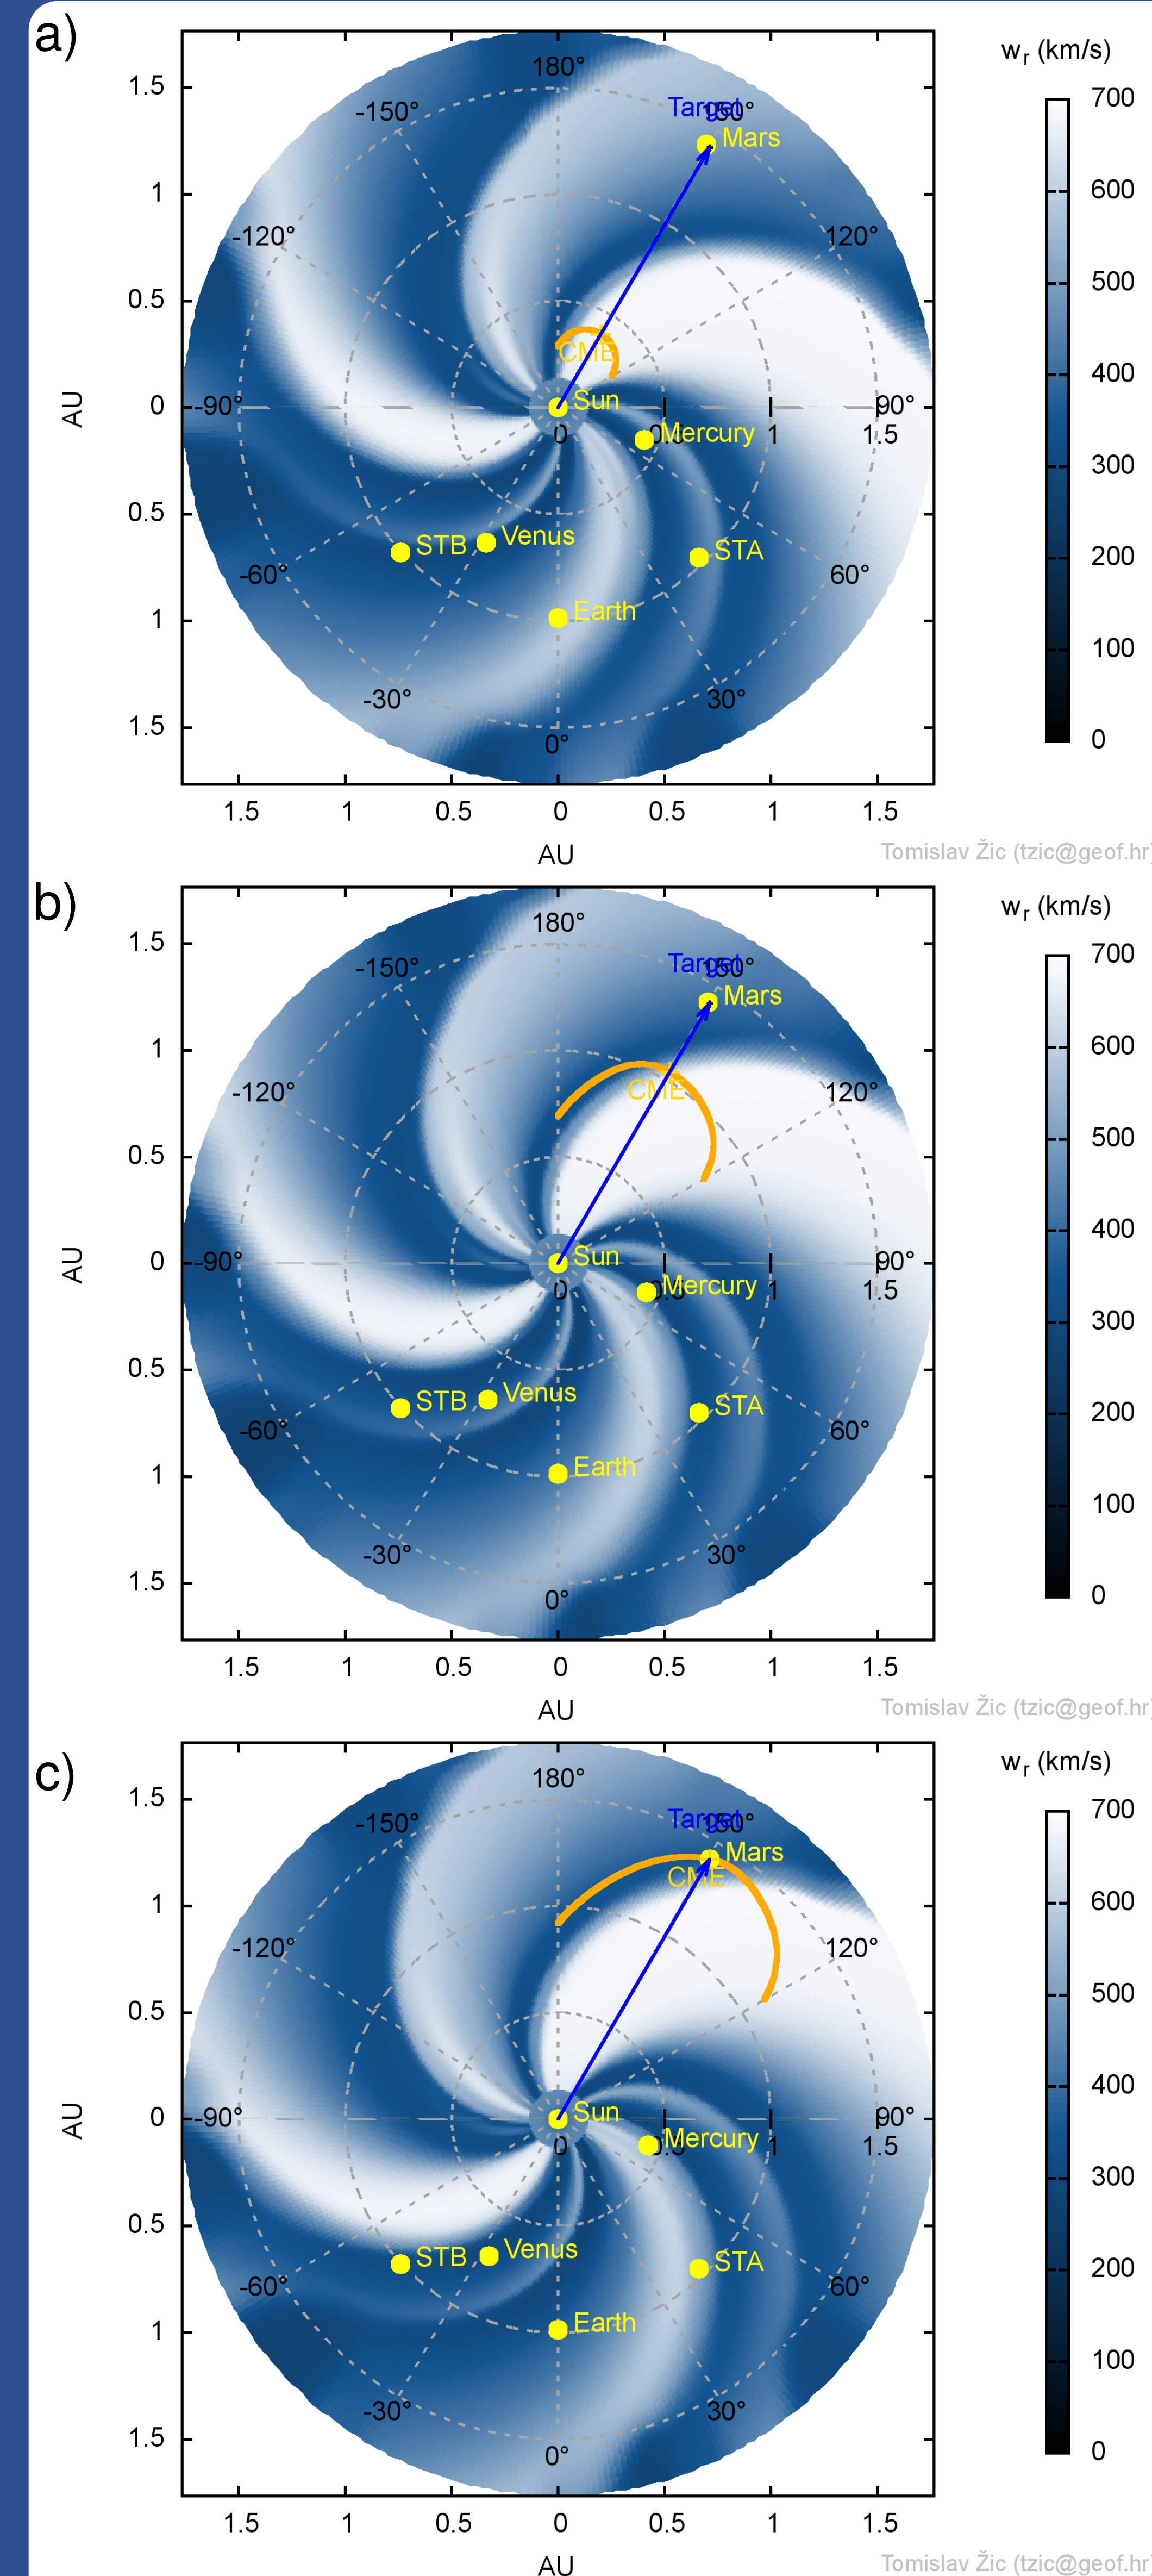 a)
w_r (km/s)
180°
-150°
Target
150°
Mars
-120°
120°
CME
Sun
-90°
90°
0
0.5
1
1.5
Mercury
STB
Venus
STA
-60°
60°
Earth
-30°
30°
0°
1.5
1
0.5
0
0.5
1
1.5
AU
1.5
1
0.5
0
0.5
1
1.5
AU
700
600
500
400
300
200
100
0
Tomislav Žic (tzic@geof.hr)
b)
w_r (km/s)
180°
-150°
Target
150°
Mars
-120°
120°
CME
Sun
-90°
90°
0
0.5
1
1.5
Mercury
STB
Venus
STA
-60°
60°
Earth
-30°
30°
0°
1.5
1
0.5
0
0.5
1
1.5
AU
1.5
1
0.5
0
0.5
1
1.5
AU
700
600
500
400
300
200
100
0
Tomislav Žic (tzic@geof.hr)
c)
w_r (km/s)
180°
-150°
Target
150°
Mars
CME
-120°
120°
Sun
-90°
90°
0
0.5
1
1.5
Mercury
STB
Venus
STA
-60°
60°
Earth
-30°
30°
0°
1.5
1
0.5
0
0.5
1
1.5
AU
1.5
1
0.5
0
0.5
1
1.5
AU
700
600
500
400
300
200
100
0
Tomislav Žic (tzic@geof.hr)